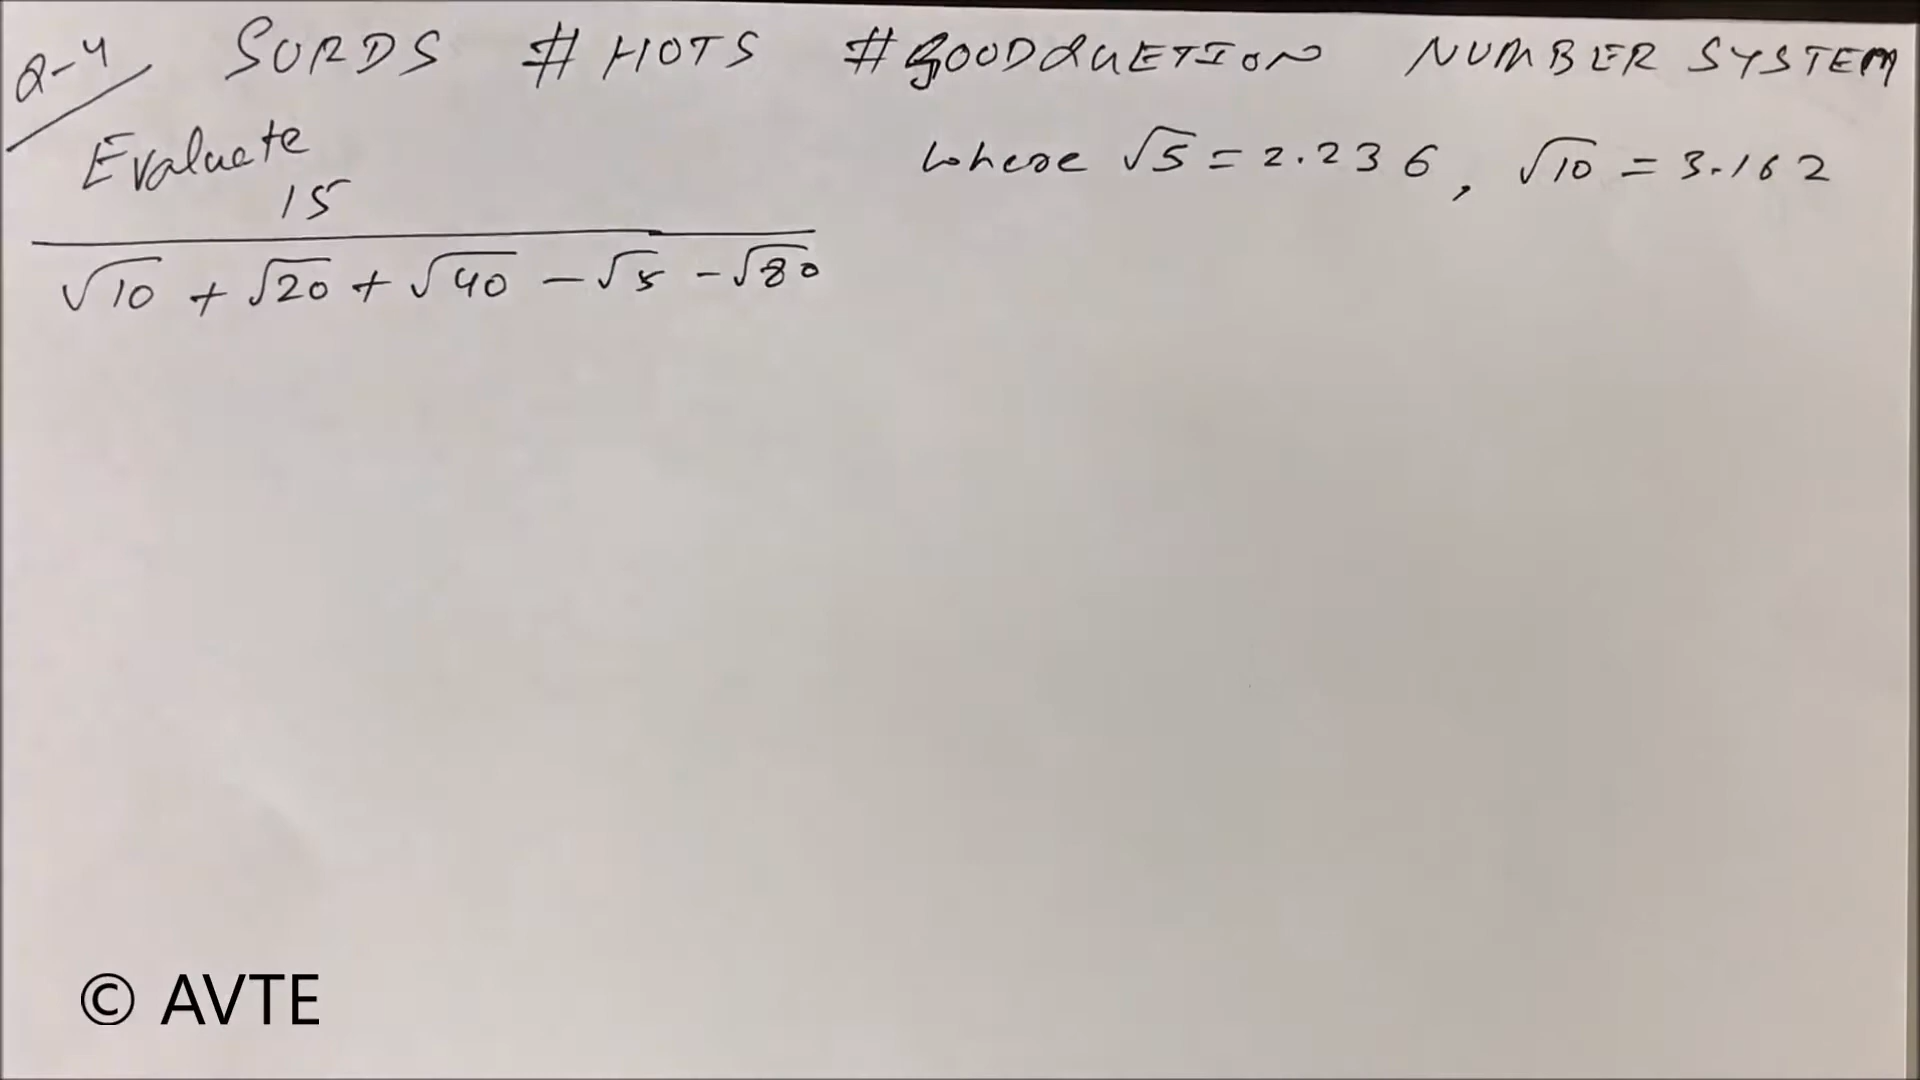 Q-4 SURDS # HOTS # GOODQUETION NUMBER SYSTEM
Evaluate where √5 = 2.236, √10 = 3.162
15
√10 + √20 + √40 - √5 - √80
© AVTE